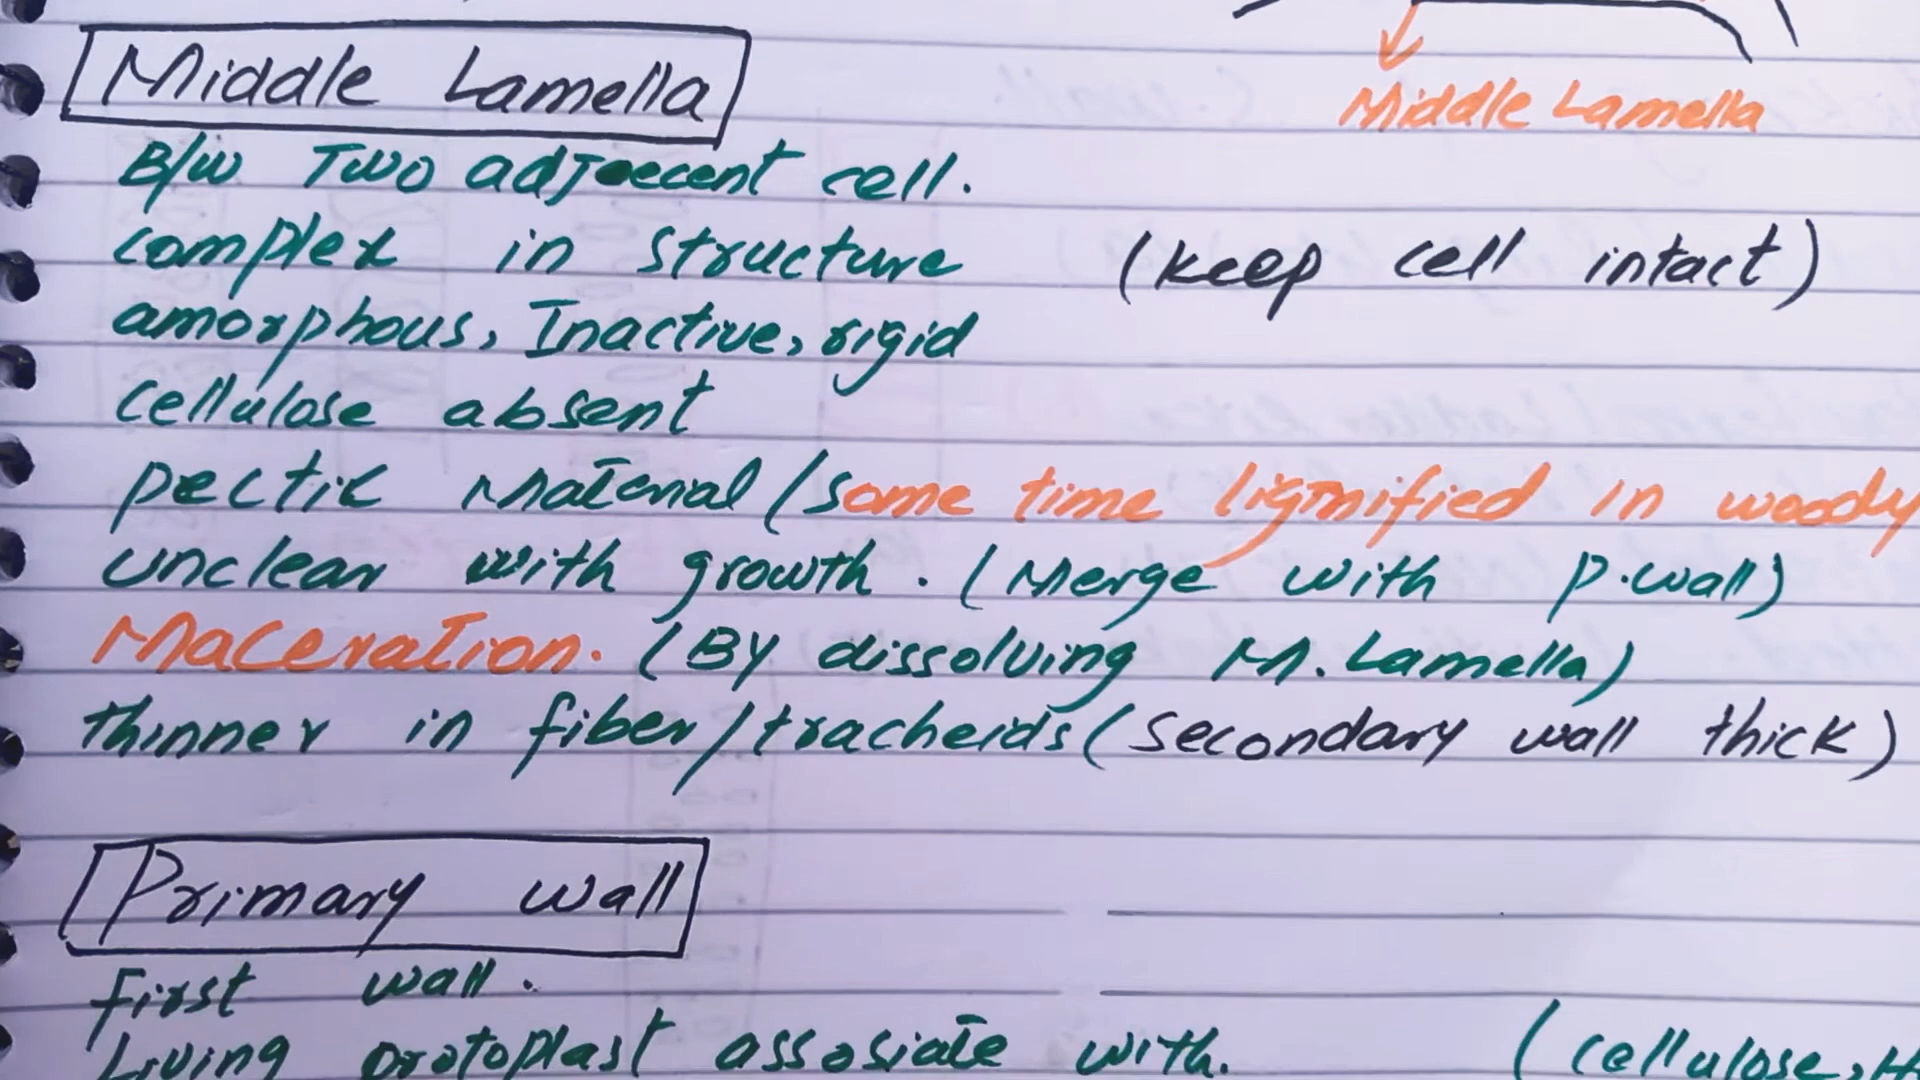 Middle Lamella
Middle Lamella
B/w Two adjecent cell.
complex in structure (keep cell intact)
amorphous, Inactive, rigid
cellulose absent
pectic Material (some time lignified in woody
unclear with growth. (Merge with p.wall)
Maceration. (By dissolving M. Lamella)
thinner in fiber/tracheids (secondary wall thick)
Primary wall
first wall.
Living protoplast assosiate with. (cellulose, H